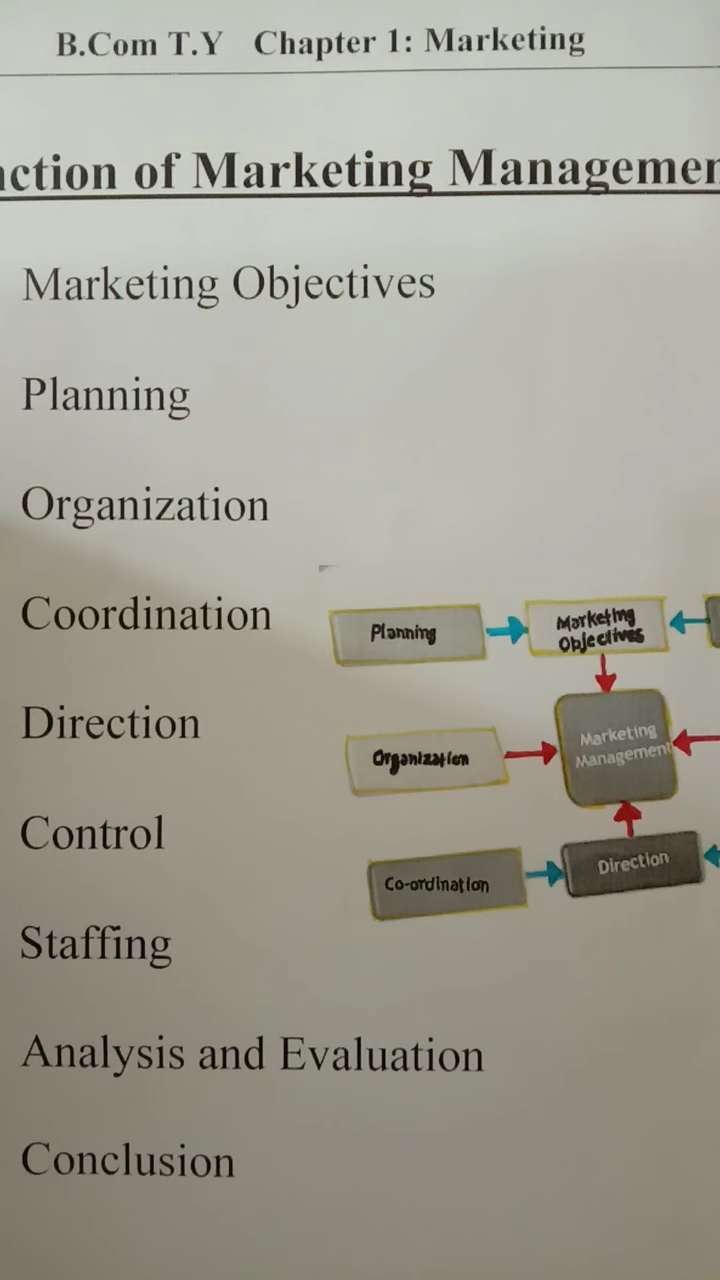 B.Com T.Y Chapter 1: Marketing
ction of Marketing Managemen
Marketing Objectives
Planning
Organization
Coordination
Direction
Control
Staffing
Analysis and Evaluation
Conclusion
Planning
Marketing
Objectives
Organization
Marketing
Management
Co-ordination
Direction